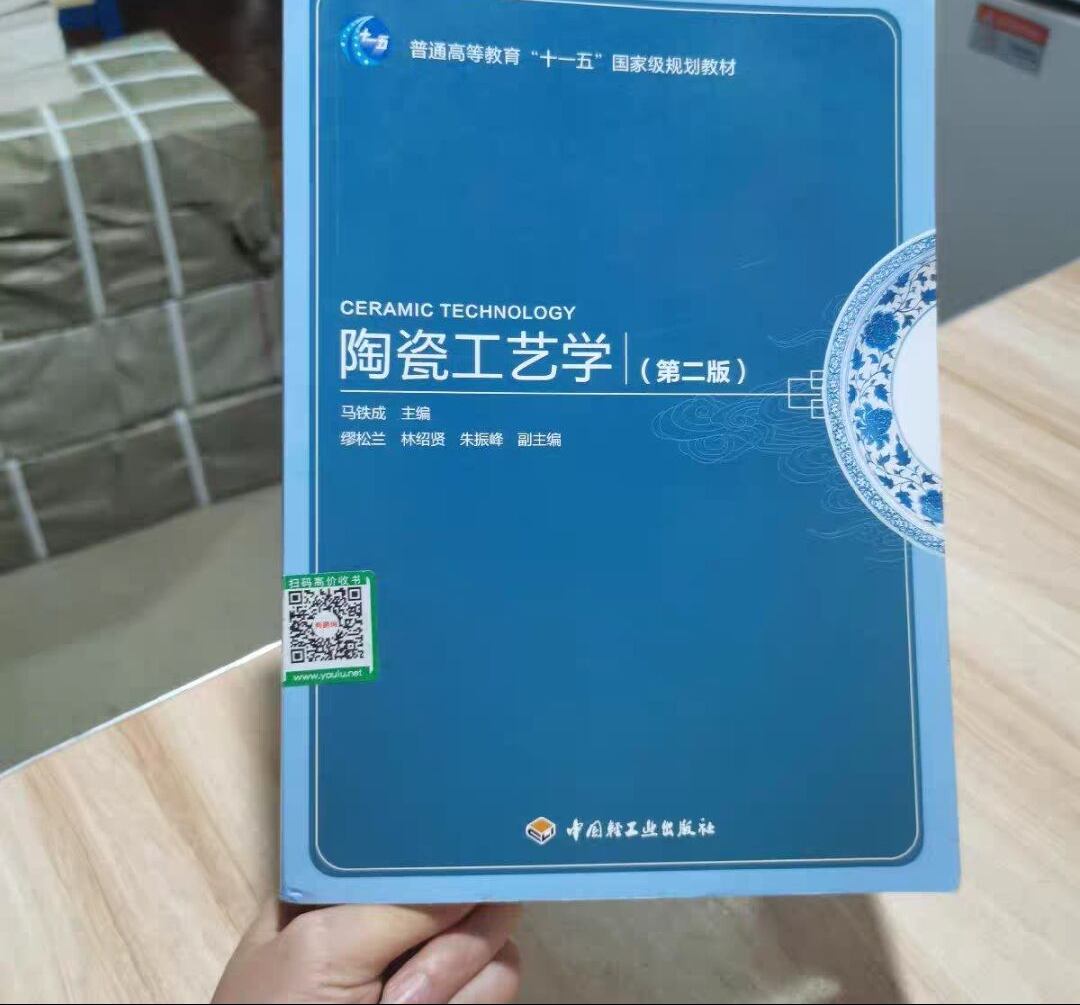 十一五
普通高等教育“十一五”国家级规划教材
CERAMIC TECHNOLOGY
陶瓷工艺学（第二版）
马铁成 主编
缪松兰 林绍贤 朱振峰 副主编
扫码高价收书
www.youlu.net
中国轻工业出版社